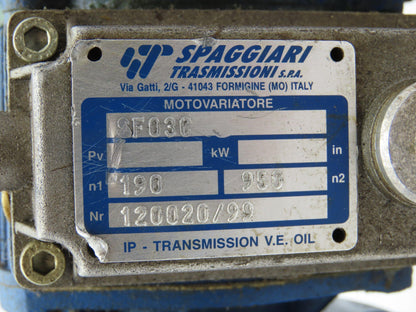 SPAGGIARI
TRASMISSIONI S.P.A.
Via Gatti, 2/G - 41043 FORMIGINE (MO) ITALY
MOTOVARIATORE
SF030
Pv / kW in
n1 190 950 n2
Nr 120020/99
IP - TRANSMISSION V.E. OIL